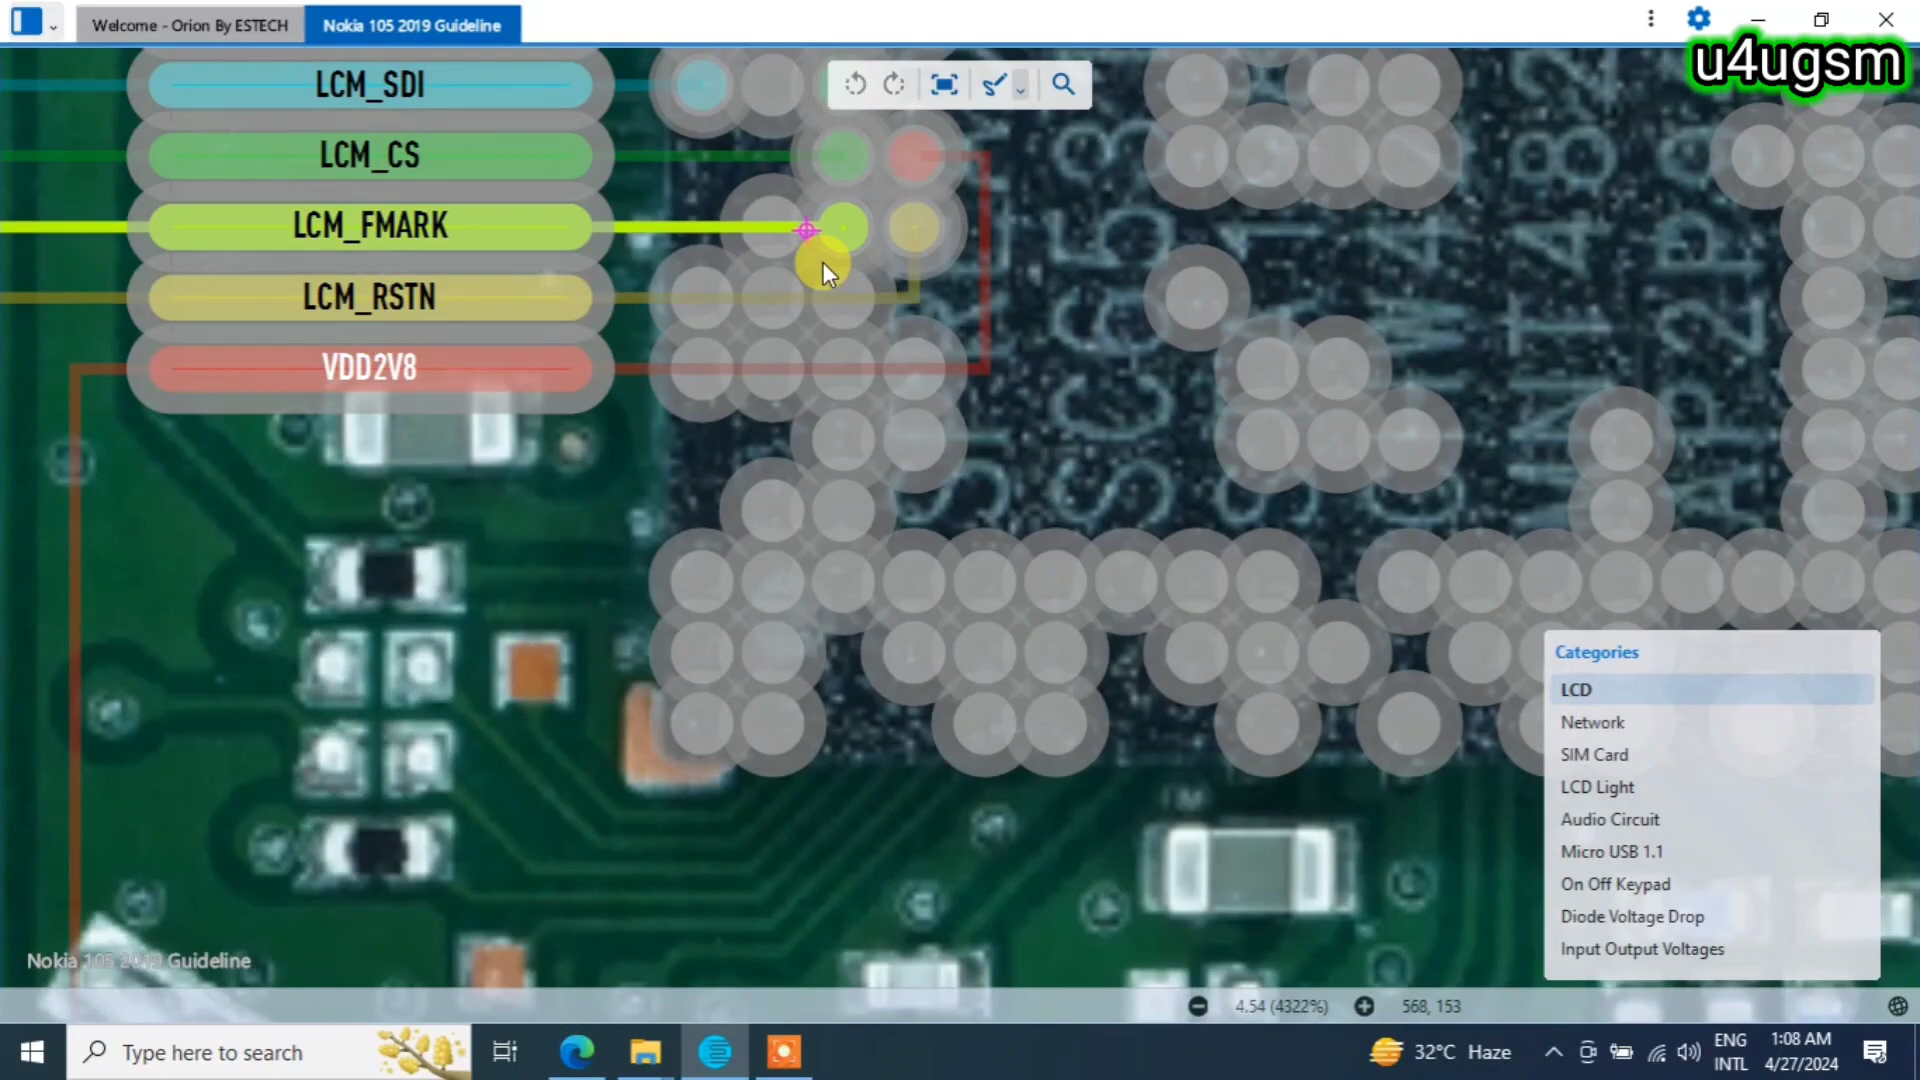 Welcome - Orion By ESTECH
Nokia 105 2019 Guideline
u4ugsm
LCM_SDI
LCM_CS
LCM_FMARK
LCM_RSTN
VDD2V8
Categories
LCD
Network
SIM Card
LCD Light
Audio Circuit
Micro USB 1.1
On Off Keypad
Diode Voltage Drop
Input Output Voltages
Nokia 105 2019 Guideline
4.54 (4322%)
568, 153
Type here to search
32°C Haze
ENG
INTL
1:08 AM
4/27/2024